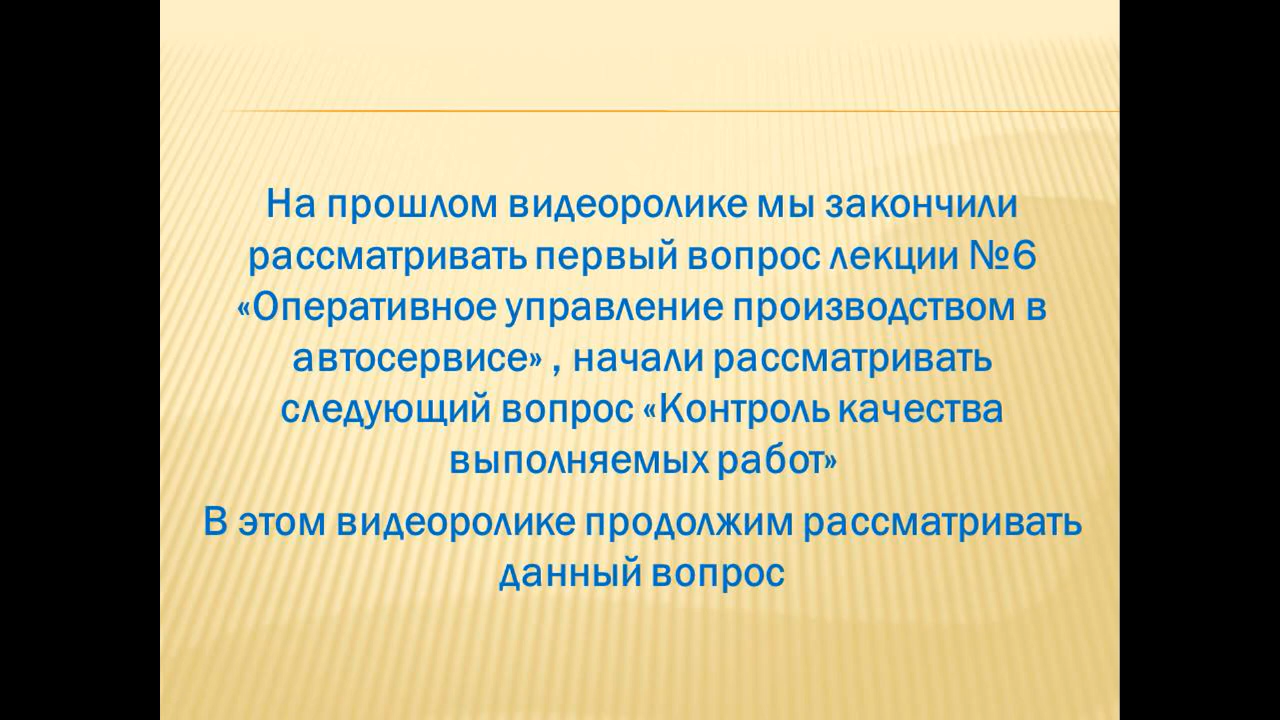 На прошлом видеоролике мы закончили
рассматривать первый вопрос лекции №6
«Оперативное управление производством в
автосервисе» , начали рассматривать
следующий вопрос «Контроль качества
выполняемых работ»
В этом видеоролике продолжим рассматривать
данный вопрос